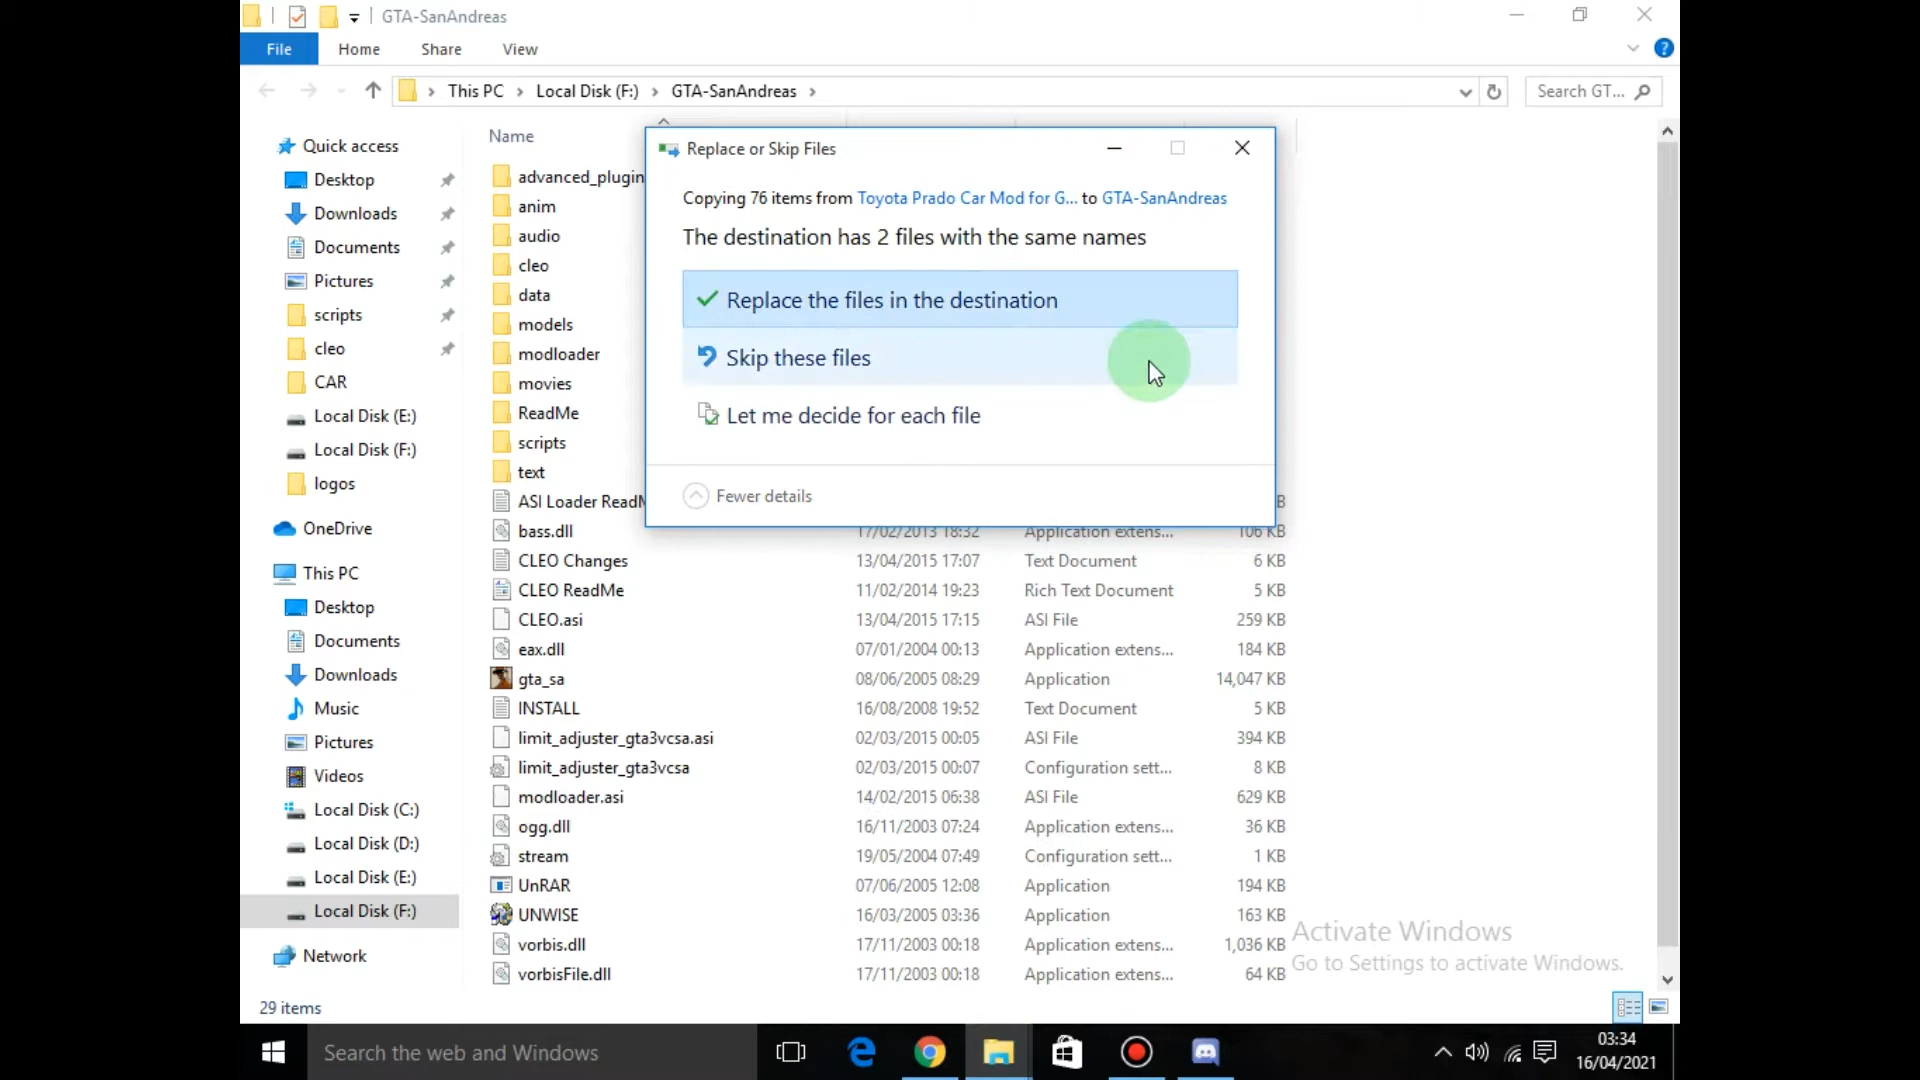 GTA-SanAndreas
File Home Share View
This PC Local Disk (F:) GTA-SanAndreas
Search GT...
Quick access
Desktop
Downloads
Documents
Pictures
scripts
cleo
CAR
Local Disk (E:)
Local Disk (F:)
logos
OneDrive
This PC
Desktop
Documents
Downloads
Music
Pictures
Videos
Local Disk (C:)
Local Disk (D:)
Local Disk (E:)
Local Disk (F:)
Network
Name
advanced_plugin
anim
audio
cleo
data
models
modloader
movies
ReadMe
scripts
text
ASI Loader Read
bass.dll 17/02/2013 18:32 Application extens... 106 KB
CLEO Changes 13/04/2015 17:07 Text Document 6 KB
CLEO ReadMe 11/02/2014 19:23 Rich Text Document 5 KB
CLEO.asi 13/04/2015 17:15 ASI File 259 KB
eax.dll 07/01/2004 00:13 Application extens... 184 KB
gta_sa 08/06/2005 08:29 Application 14,047 KB
INSTALL 16/08/2008 19:52 Text Document 5 KB
limit_adjuster_gta3vcsa.asi 02/03/2015 00:05 ASI File 394 KB
limit_adjuster_gta3vcsa 02/03/2015 00:07 Configuration sett... 8 KB
modloader.asi 14/02/2015 06:38 ASI File 629 KB
ogg.dll 16/11/2003 07:24 Application extens... 36 KB
stream 19/05/2004 07:49 Configuration sett... 1 KB
UnRAR 07/06/2005 12:08 Application 194 KB
UNWISE 16/03/2005 03:36 Application 163 KB
vorbis.dll 17/11/2003 00:18 Application extens... 1,036 KB
vorbisFile.dll 17/11/2003 00:18 Application extens... 64 KB
Replace or Skip Files
Copying 76 items from Toyota Prado Car Mod for G... to GTA-SanAndreas
The destination has 2 files with the same names
Replace the files in the destination
Skip these files
Let me decide for each file
Fewer details
Activate Windows
Go to Settings to activate Windows.
29 items
Search the web and Windows
03:34
16/04/2021